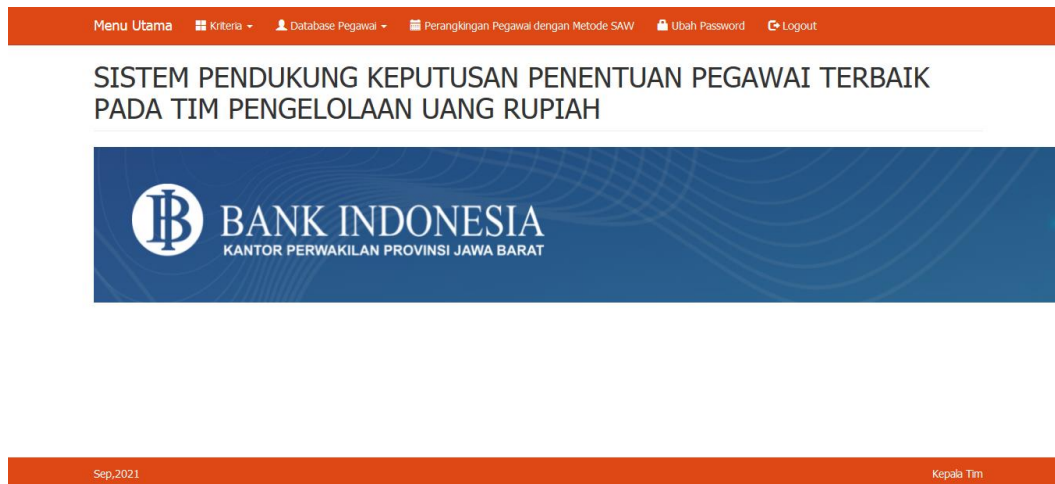 Menu Utama Kriteria Database Pegawai Perangkingan Pegawai dengan Metode SAW Ubah Password Logout
SISTEM PENDUKUNG KEPUTUSAN PENENTUAN PEGAWAI TERBAIK
PADA TIM PENGELOLAAN UANG RUPIAH
BANK INDONESIA
KANTOR PERWAKILAN PROVINSI JAWA BARAT
Sep,2021 Kepala Tim